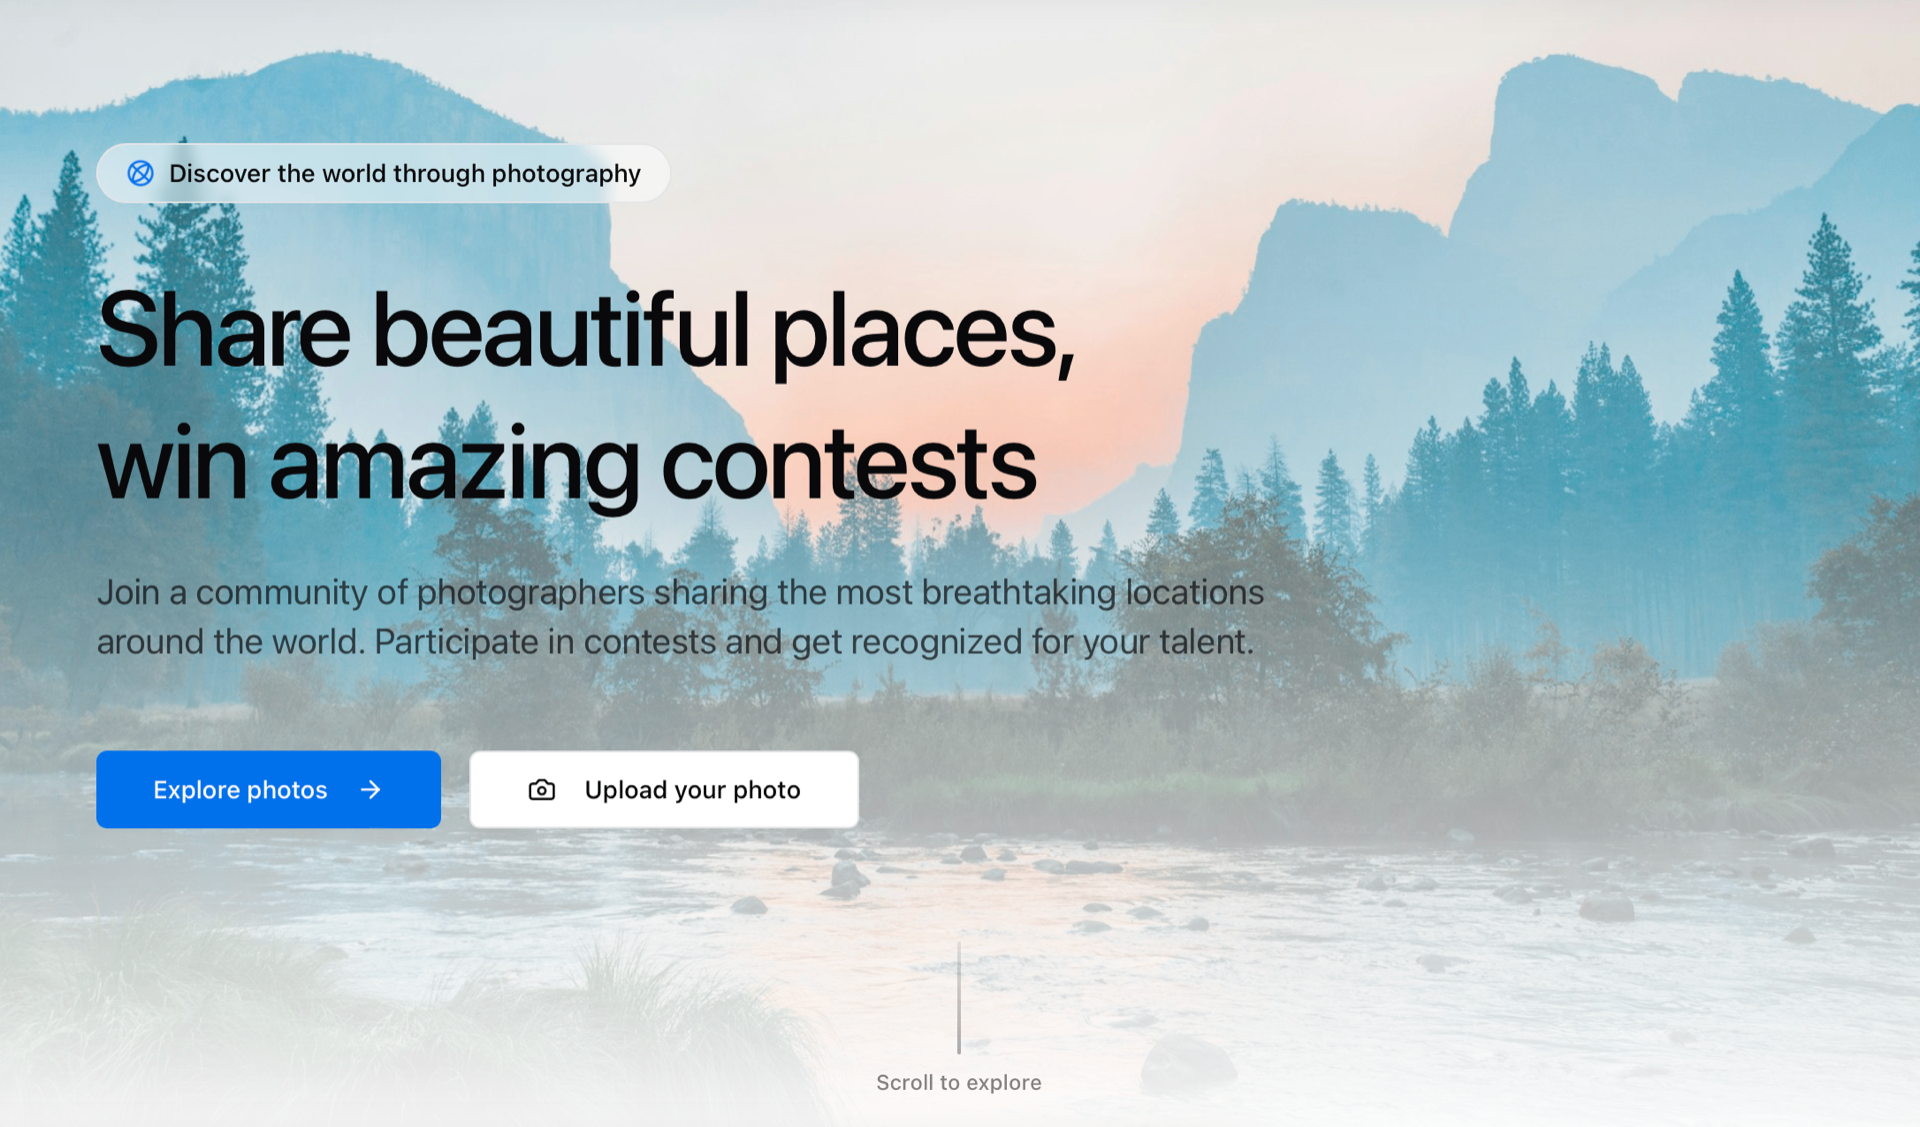 Discover the world through photography
Share beautiful places,
win amazing contests
Join a community of photographers sharing the most breathtaking locations
around the world. Participate in contests and get recognized for your talent.
Explore photos
Upload your photo
Scroll to explore